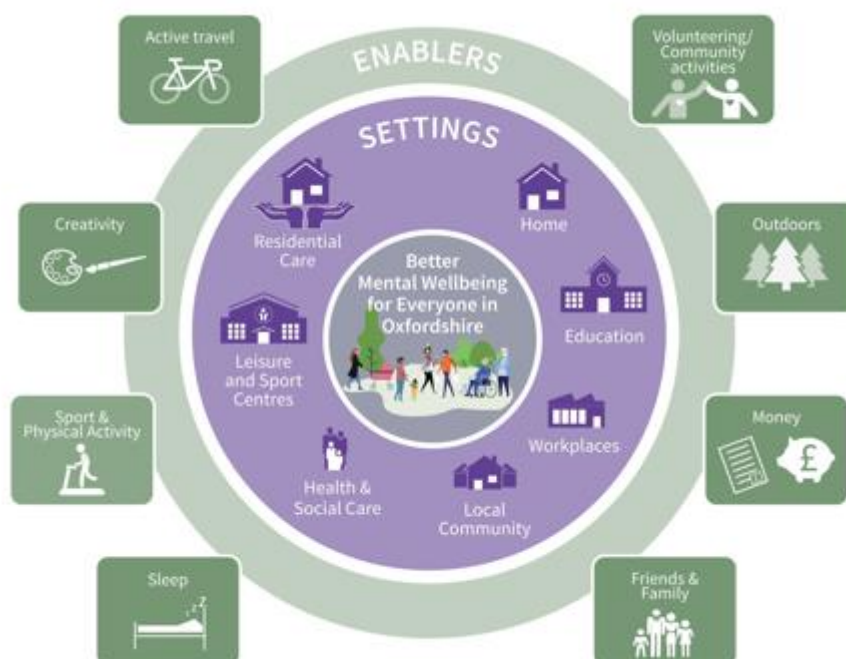 Active travel
ENABLERS
Volunteering/
Community
activities
SETTINGS
Creativity
Residential
Care
Home
Outdoors
Better
Mental Wellbeing
for Everyone in
Oxfordshire
Leisure
and Sport
Centres
Education
Sport &
Physical Activity
Workplaces
Money
£
Health &
Social Care
Local
Community
Sleep
z z Z
Friends &
Family